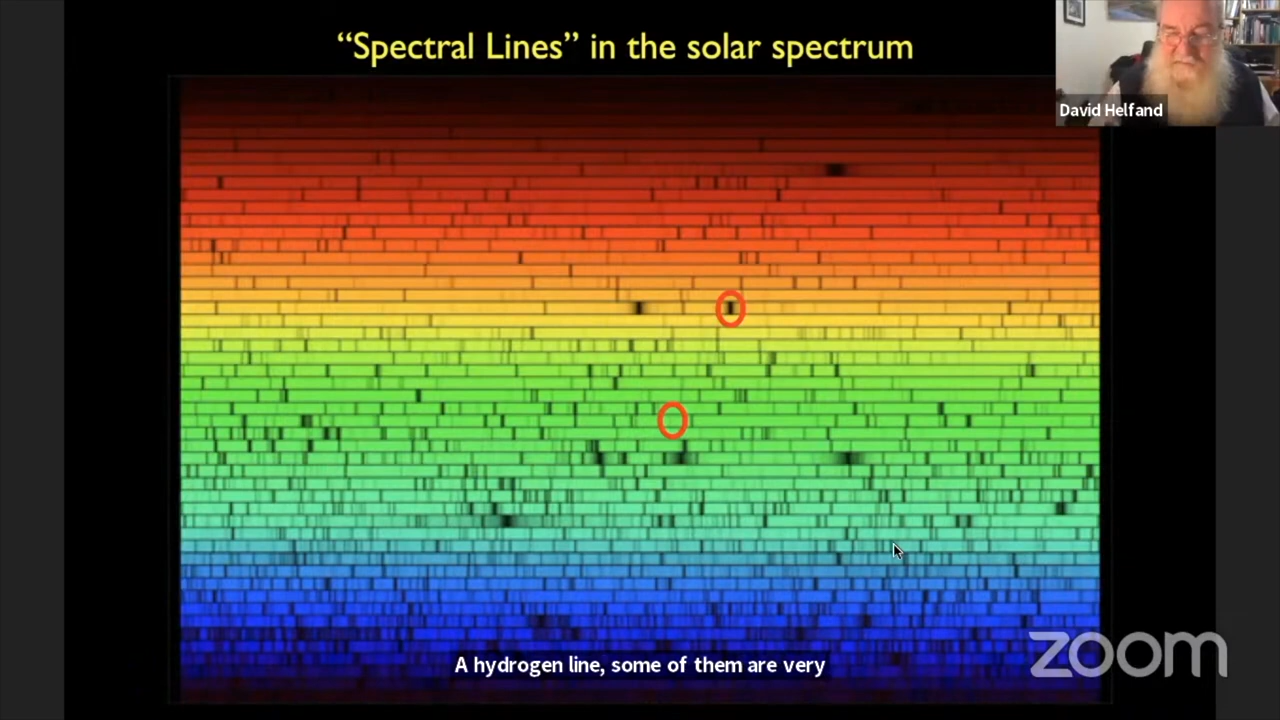 “Spectral Lines” in the solar spectrum
David Helfand
A hydrogen line, some of them are very
zoom